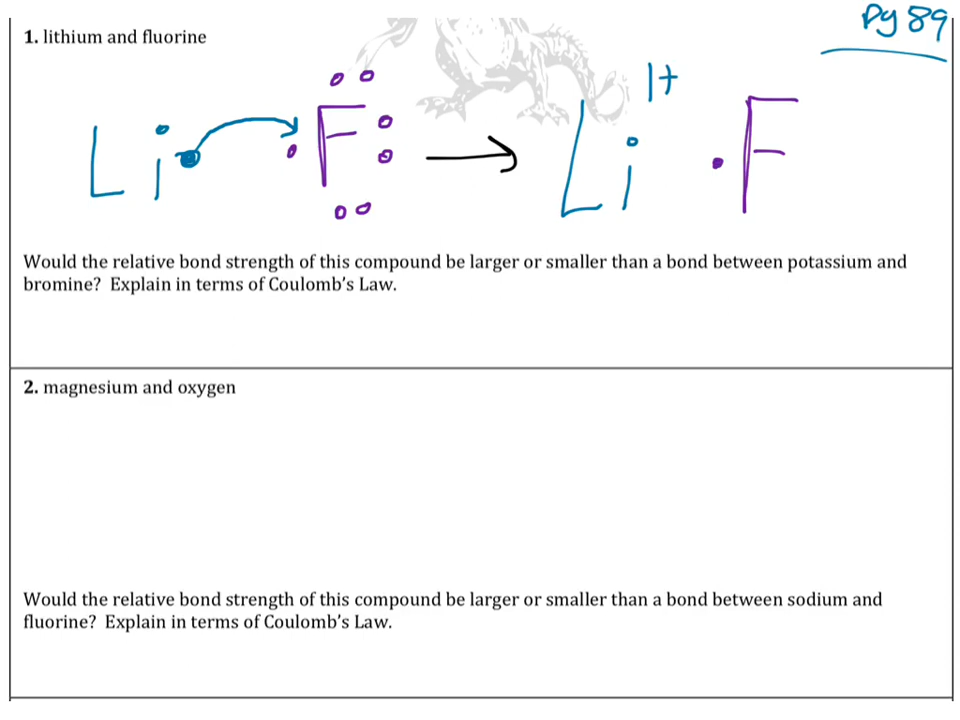 Pg 89
1. lithium and fluorine
Li F → Li 1+ F
Would the relative bond strength of this compound be larger or smaller than a bond between potassium and
bromine? Explain in terms of Coulomb's Law.
2. magnesium and oxygen
Would the relative bond strength of this compound be larger or smaller than a bond between sodium and
fluorine? Explain in terms of Coulomb's Law.